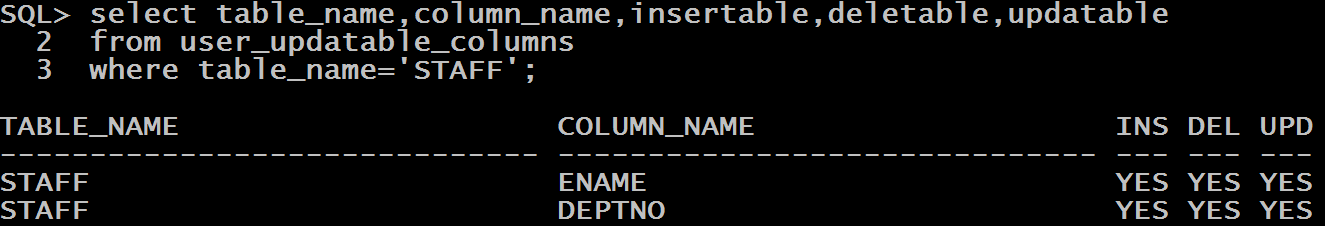 SQL> select table_name,column_name,insertable,deletable,updatable
  2  from user_updatable_columns
  3  where table_name='STAFF';

TABLE_NAME                     COLUMN_NAME                    INS DEL UPD
------------------------------ ------------------------------ --- --- ---
STAFF                          ENAME                          YES YES YES
STAFF                          DEPTNO                         YES YES YES